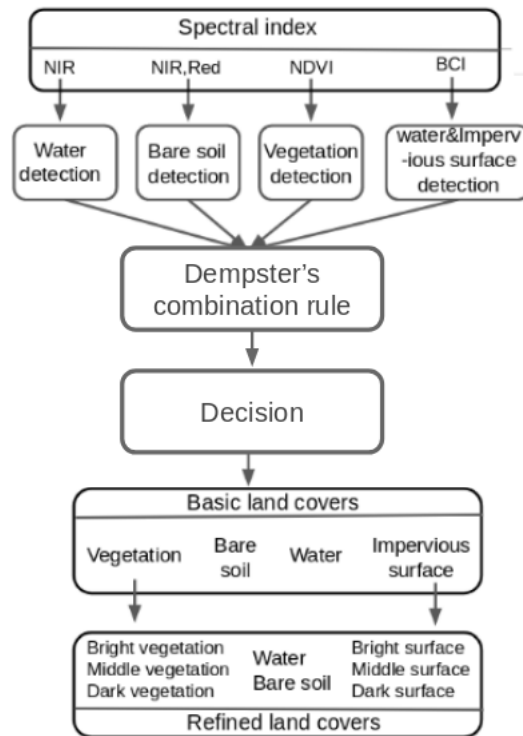 Spectral index
NIR NIR,Red NDVI BCI
Water
detection
Bare soil
detection
Vegetation
detection
water&Imperv
-ious surface
detection
Dempster’s
combination rule
Decision
Basic land covers
Vegetation
Bare
soil
Water
Impervious
surface
Bright vegetation
Middle vegetation
Dark vegetation
Water
Bare soil
Bright surface
Middle surface
Dark surface
Refined land covers